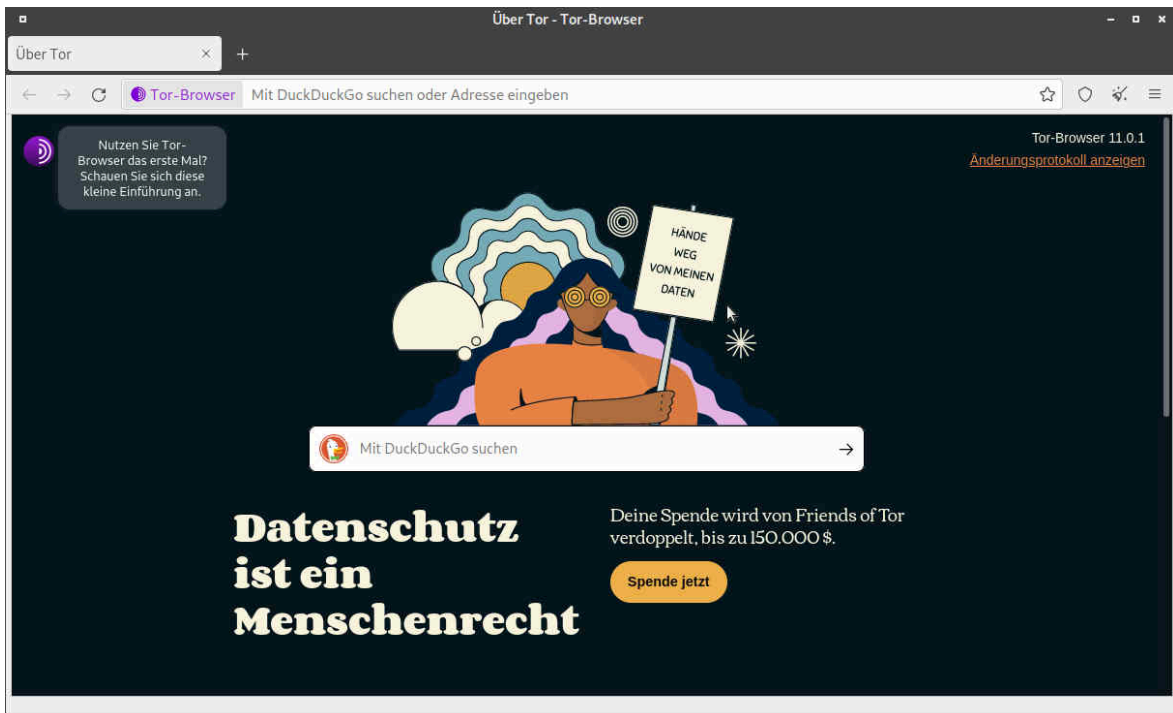 Über Tor - Tor-Browser
Über Tor
Tor-Browser
Mit DuckDuckGo suchen oder Adresse eingeben
Nutzen Sie Tor-
Browser das erste Mal?
Schauen Sie sich diese
kleine Einführung an.
Tor-Browser 11.0.1
Änderungsprotokoll anzeigen
HÄNDE
WEG
VON MEINEN
DATEN
Mit DuckDuckGo suchen
Datenschutz
ist ein
Menschenrecht
Deine Spende wird von Friends of Tor
verdoppelt, bis zu 150.000 $.
Spende jetzt